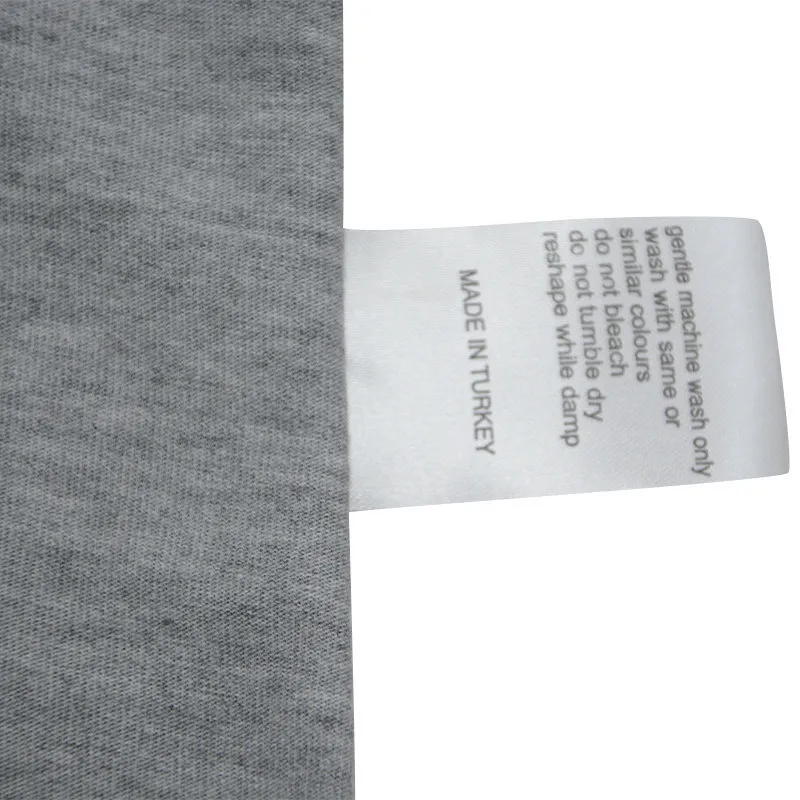 gentle machine wash only
wash with same or
similar colours
do not bleach
do not tumble dry
reshape while damp
MADE IN TURKEY